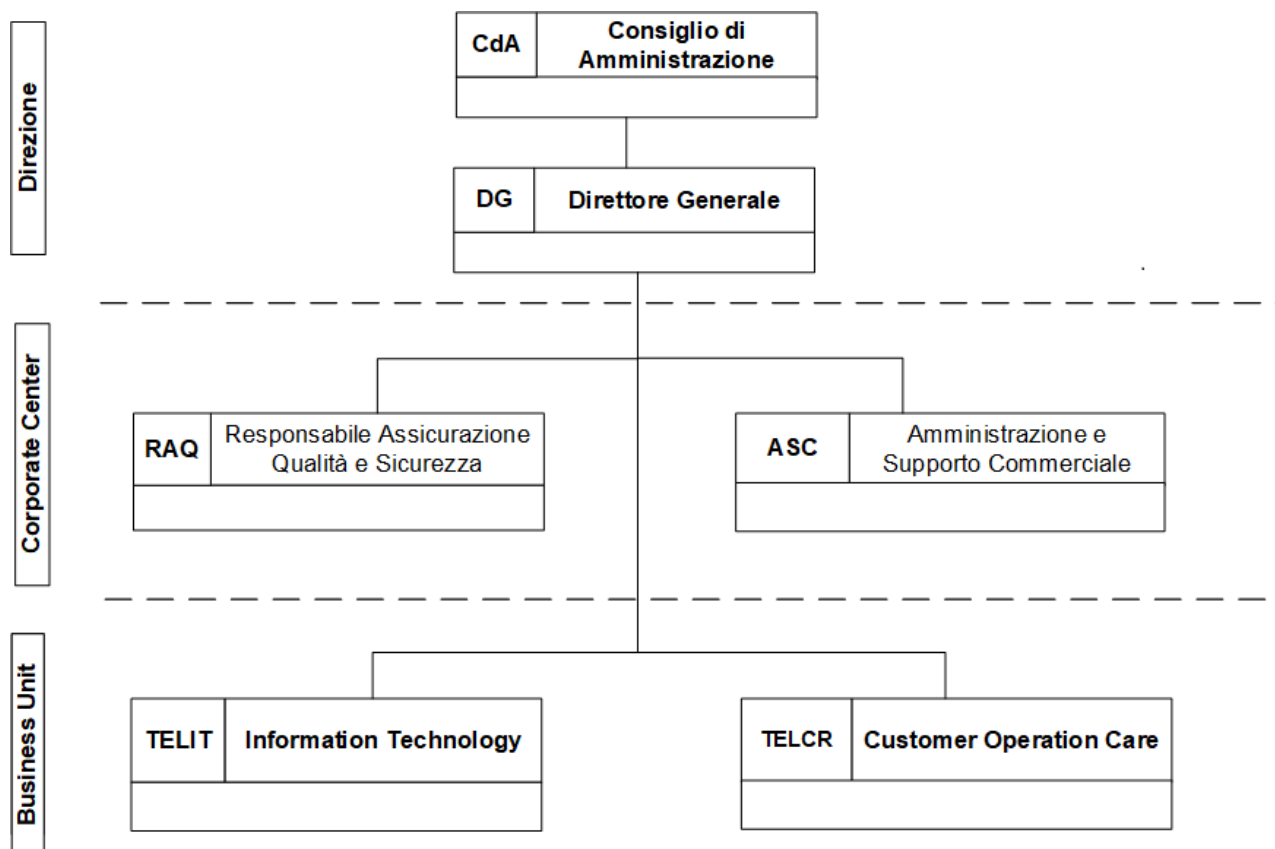 Direzione
CdA
Consiglio di
Amministrazione
DG
Direttore Generale
Corporate Center
RAQ
Responsabile Assicurazione
Qualità e Sicurezza
ASC
Amministrazione e
Supporto Commerciale
Business Unit
TELIT
Information Technology
TELCR
Customer Operation Care